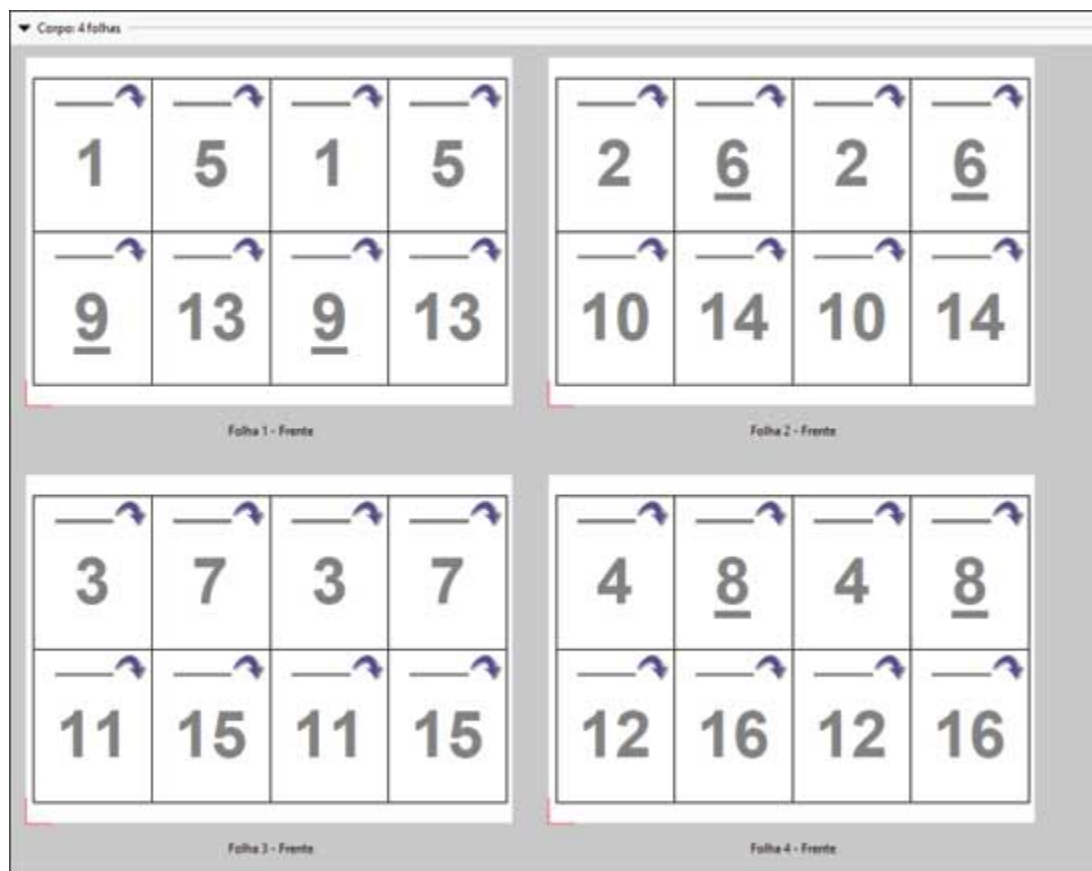 Corpo: 4 folhas
1 5 1 5
9 13 9 13
Folha 1 - Frente
2 6 2 6
10 14 10 14
Folha 2 - Frente
3 7 3 7
11 15 11 15
Folha 3 - Frente
4 8 4 8
12 16 12 16
Folha 4 - Frente